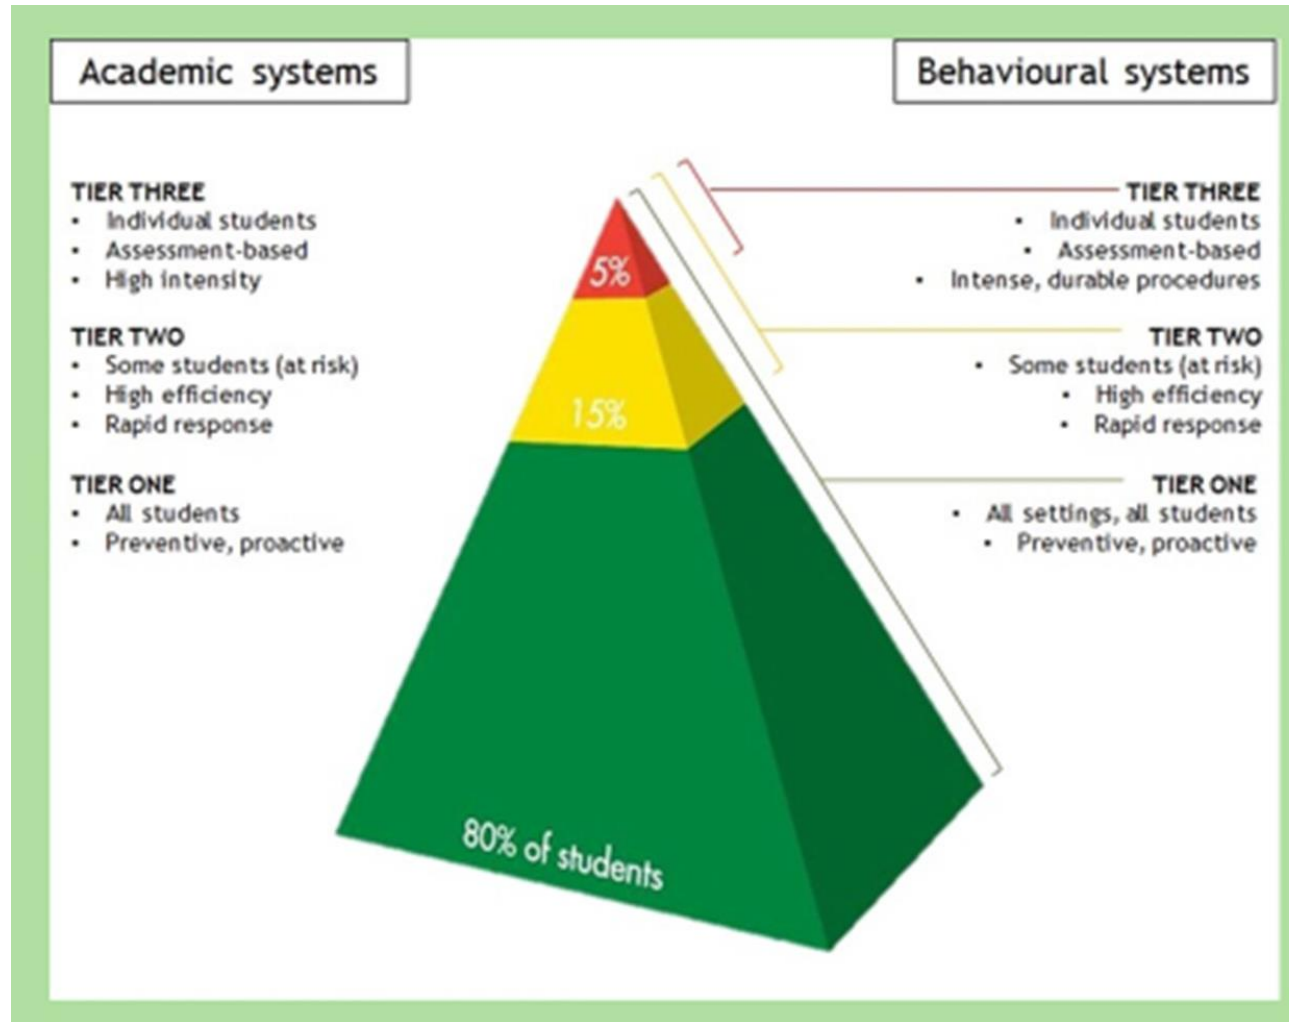 Academic systems
Behavioural systems
TIER THREE
• Individual students
• Assessment-based
• High intensity
TIER TWO
• Some students (at risk)
• High efficiency
• Rapid response
TIER ONE
• All students
• Preventive, proactive
5%
15%
80% of students
TIER THREE
• Individual students
• Assessment-based
• Intense, durable procedures
TIER TWO
• Some students (at risk)
• High efficiency
• Rapid response
TIER ONE
• All settings, all students
• Preventive, proactive